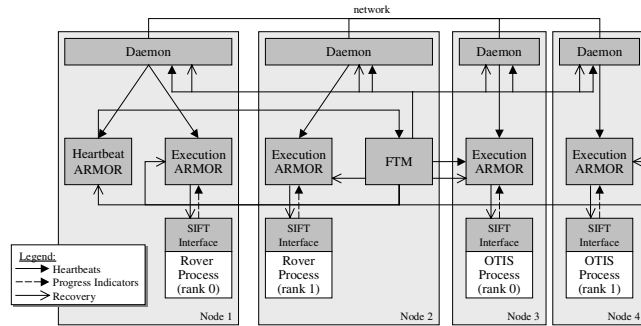 network
Daemon
Daemon
Daemon
Daemon
Heartbeat
ARMOR
Execution
ARMOR
Execution
ARMOR
FTM
Execution
ARMOR
Execution
ARMOR
SIFT
Interface
Rover
Process
(rank 0)
SIFT
Interface
Rover
Process
(rank 1)
SIFT
Interface
OTIS
Process
(rank 0)
SIFT
Interface
OTIS
Process
(rank 1)
Legend:
Heartbeats
Progress Indicators
Recovery
Node 1
Node 2
Node 3
Node 4